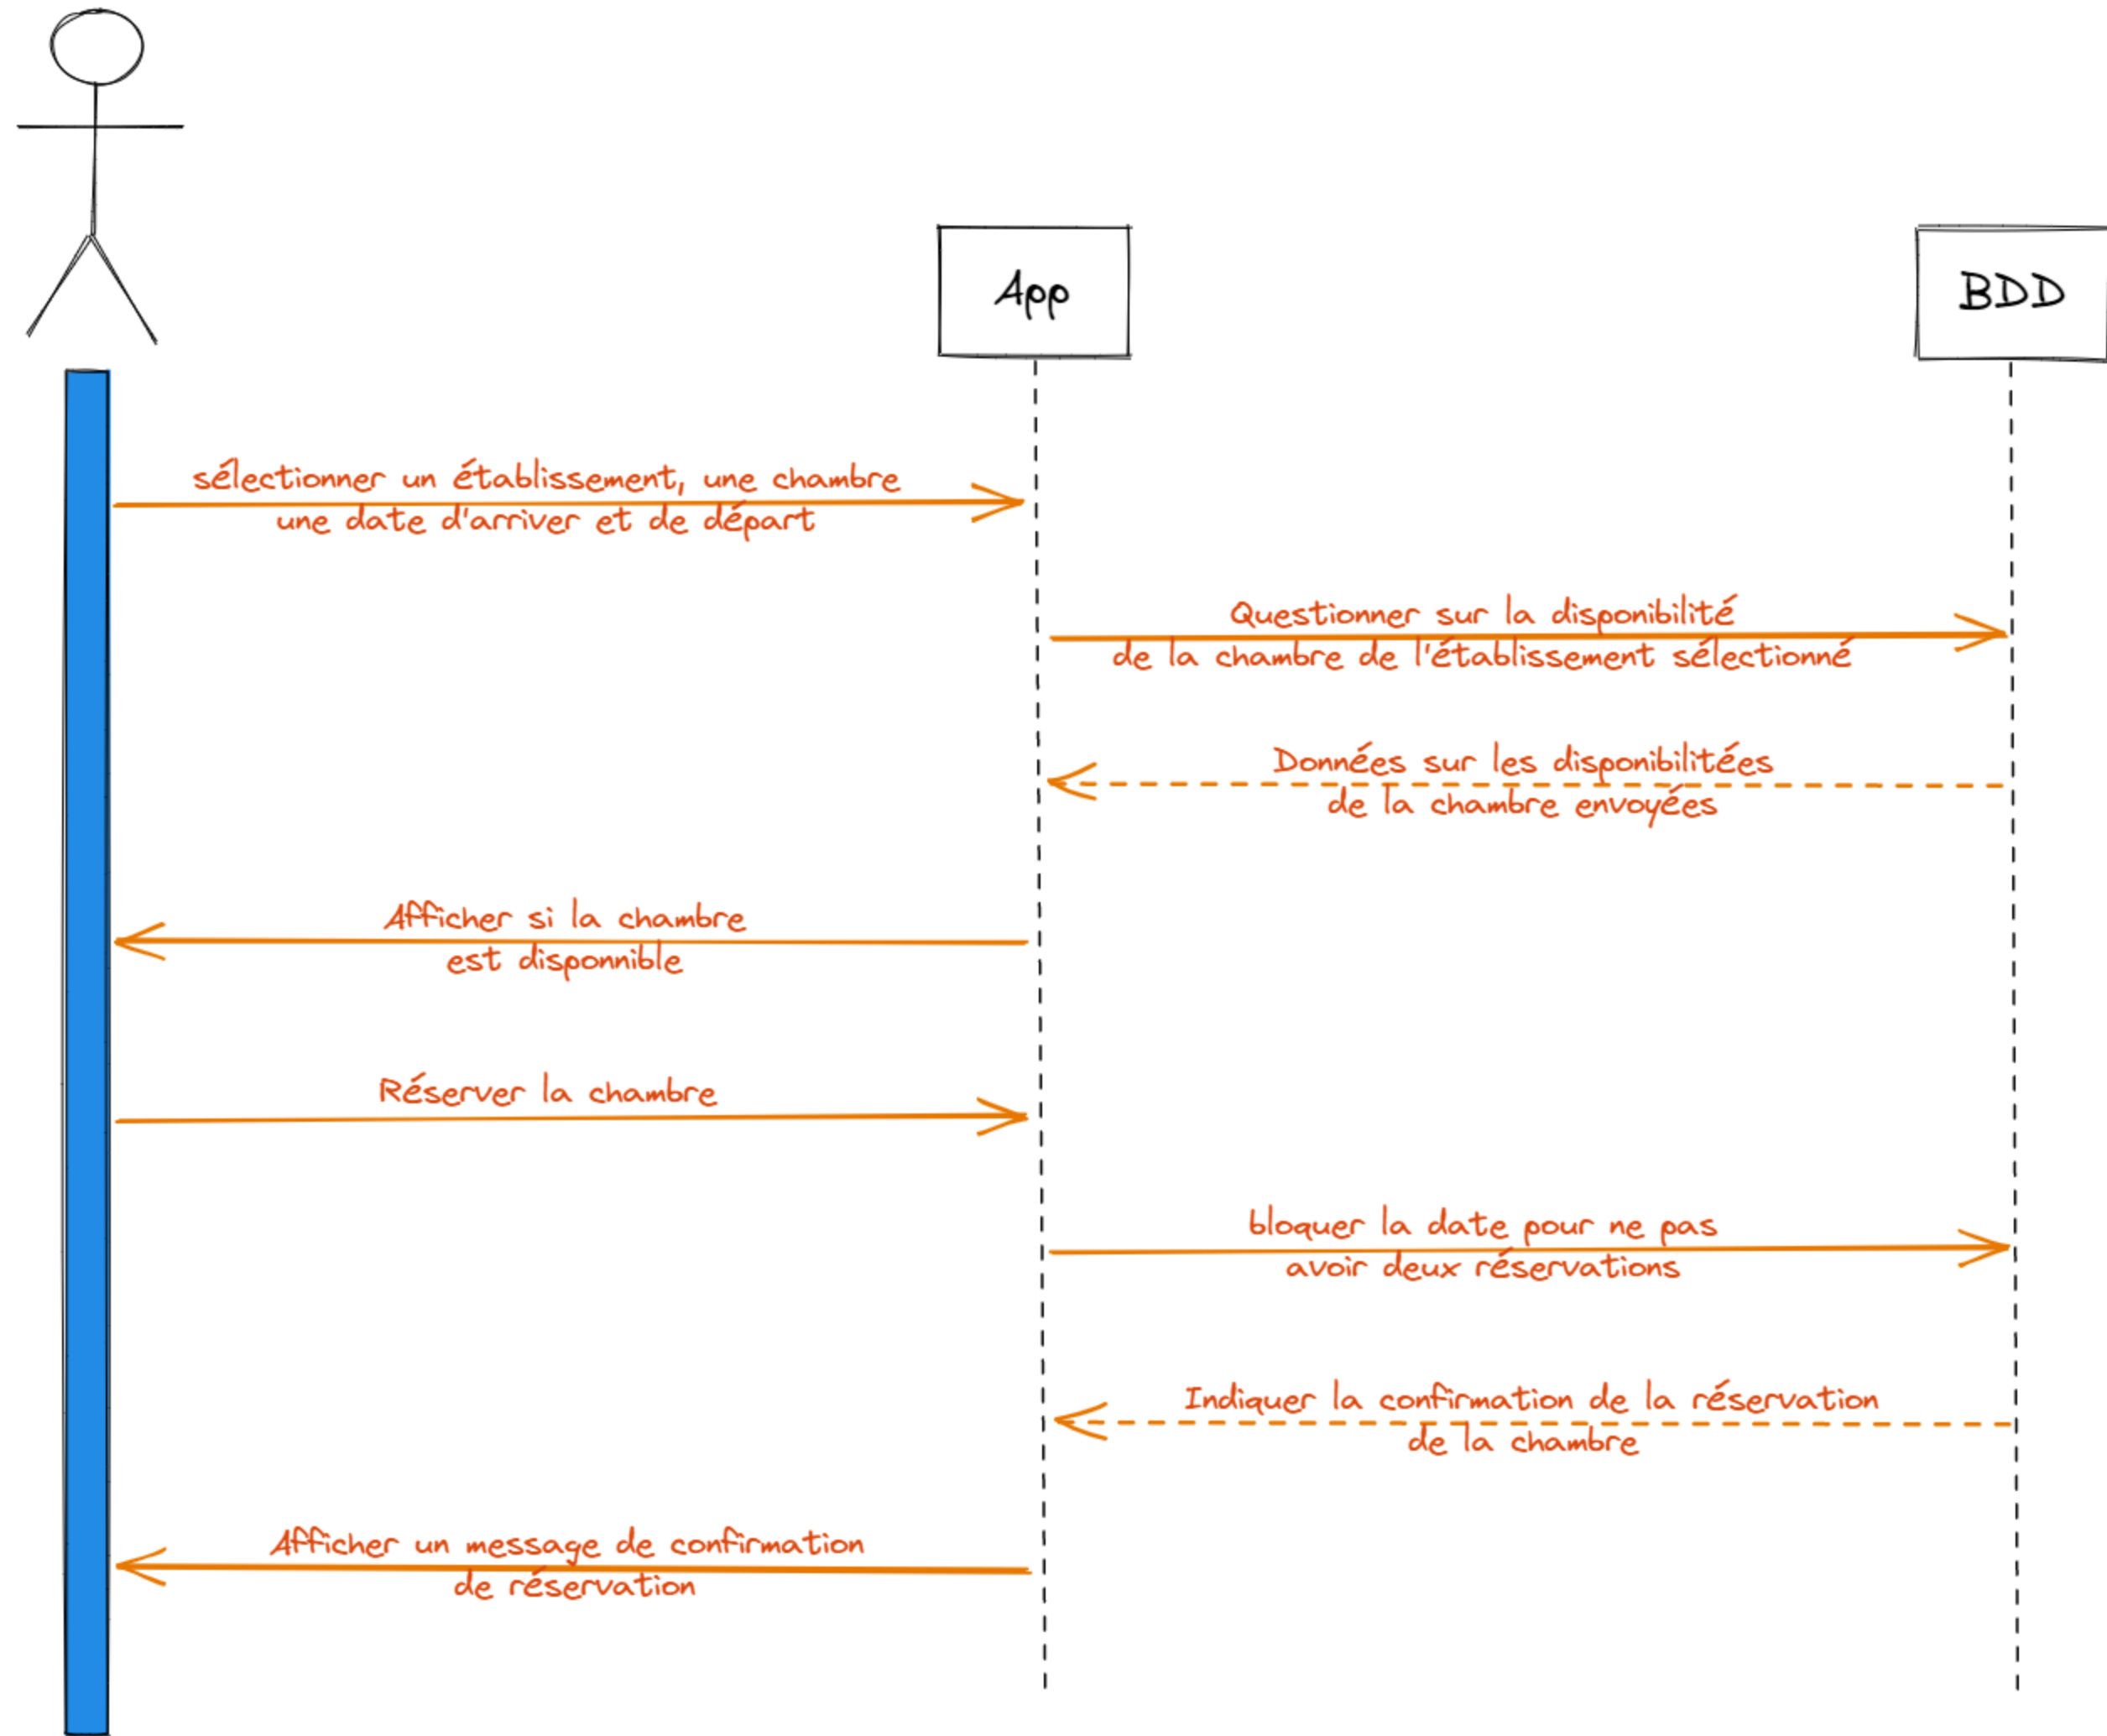 App
BDD
sélectionner un établissement, une chambre
une date d'arriver et de départ
Questionner sur la disponibilité
de la chambre de l'établissement sélectionné
Données sur les disponibilitées
de la chambre envoyées
Afficher si la chambre
est disponnible
Réserver la chambre
bloquer la date pour ne pas
avoir deux réservations
Indiquer la confirmation de la réservation
de la chambre
Afficher un message de confirmation
de réservation